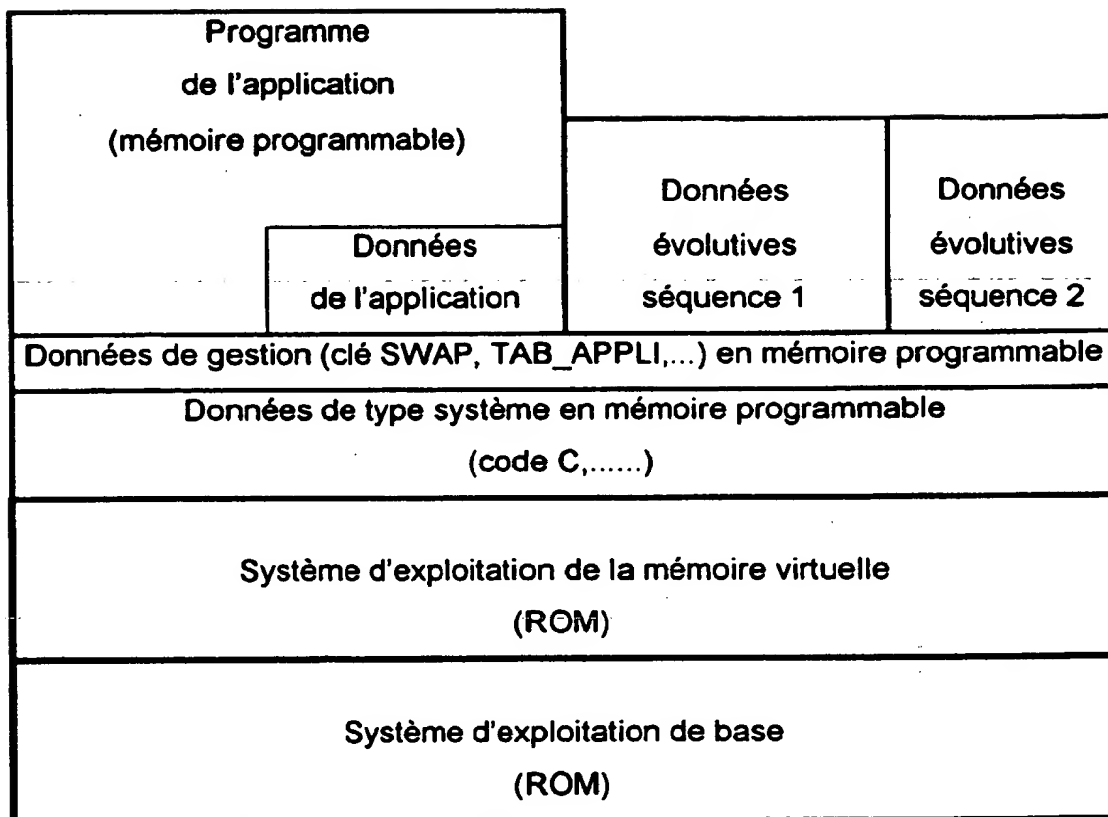 Programme
de l'application
(mémoire programmable)
Données
de l'application
Données
évolutives
séquence 1
Données
évolutives
séquence 2
Données de gestion (clé SWAP, TAB_APPLI,...) en mémoire programmable
Données de type système en mémoire programmable
(code C,......)
Système d'exploitation de la mémoire virtuelle
(ROM)
Système d'exploitation de base
(ROM)